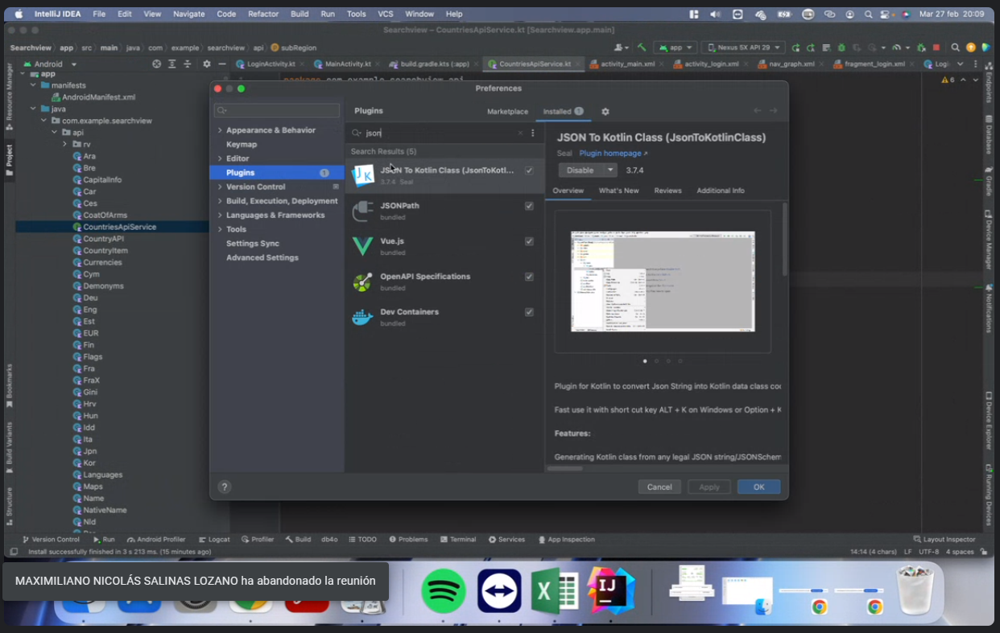 IntelliJ IDEA File Edit View Navigate Code Refactor Build Run Tools VCS Window Help Mar 27 feb 20:09
Searchview – CountriesApiService.kt [Searchview.app.main]
Searchview app src main java com example searchview api subRegion
app Nexus 5X API 29
Android
LoginActivity.kt MainActivity.kt build.gradle.kts (:app) CountriesApiService.kt activity_main.xml activity_login.xml nav_graph.xml fragment_login.xml Logi
package com.example.searchview.api
6
Resource Manager
Project
Bookmarks
Build Variants
Structure
app
manifests
AndroidManifest.xml
java
com.example.searchview
api
rv
Ara
Bre
CapitalInfo
Car
Ces
CoatOfArms
CountriesApiService
CountryAPI
CountryItem
Currencies
Cym
Demonyms
Deu
Eng
Est
EUR
Fin
Flags
Fra
FraX
Gini
Hrv
Hun
Idd
Ita
Jpn
Kor
Languages
Maps
Name
NativeName
Nld
Preferences
Appearance & Behavior
Keymap
Editor
Plugins 1
Version Control
Build, Execution, Deployment
Languages & Frameworks
Tools
Settings Sync
Advanced Settings
Plugins Marketplace Installed 1
json
Search Results (5)
JSON To Kotlin Class (JsonToKotl...
3.7.4 Seal
JSONPath
bundled
Vue.js
bundled
OpenAPI Specifications
bundled
Dev Containers
bundled
JSON To Kotlin Class (JsonToKotlinClass)
Seal Plugin homepage
Disable 3.7.4
Overview What's New Reviews Additional Info
Plugin for Kotlin to convert Json String into Kotlin data class co
Fast use it with short cut key ALT + K on Windows or Option + K
Features:
Generating Kotlin class from any legal JSON string/JSONSchem
? Cancel Apply OK
Endpoints
Database
Gradle
Device Manager
Notifications
Device Explorer
Running Devices
Version Control Run Android Profiler Logcat Profiler Build db4o TODO Problems Terminal Services App Inspection Layout Inspector
Install successfully finished in 3 s 213 ms. (15 minutes ago) 14:14 (4 chars) LF UTF-8 4 spaces
MAXIMILIANO NICOLÁS SALINAS LOZANO ha abandonado la reunión
IJ